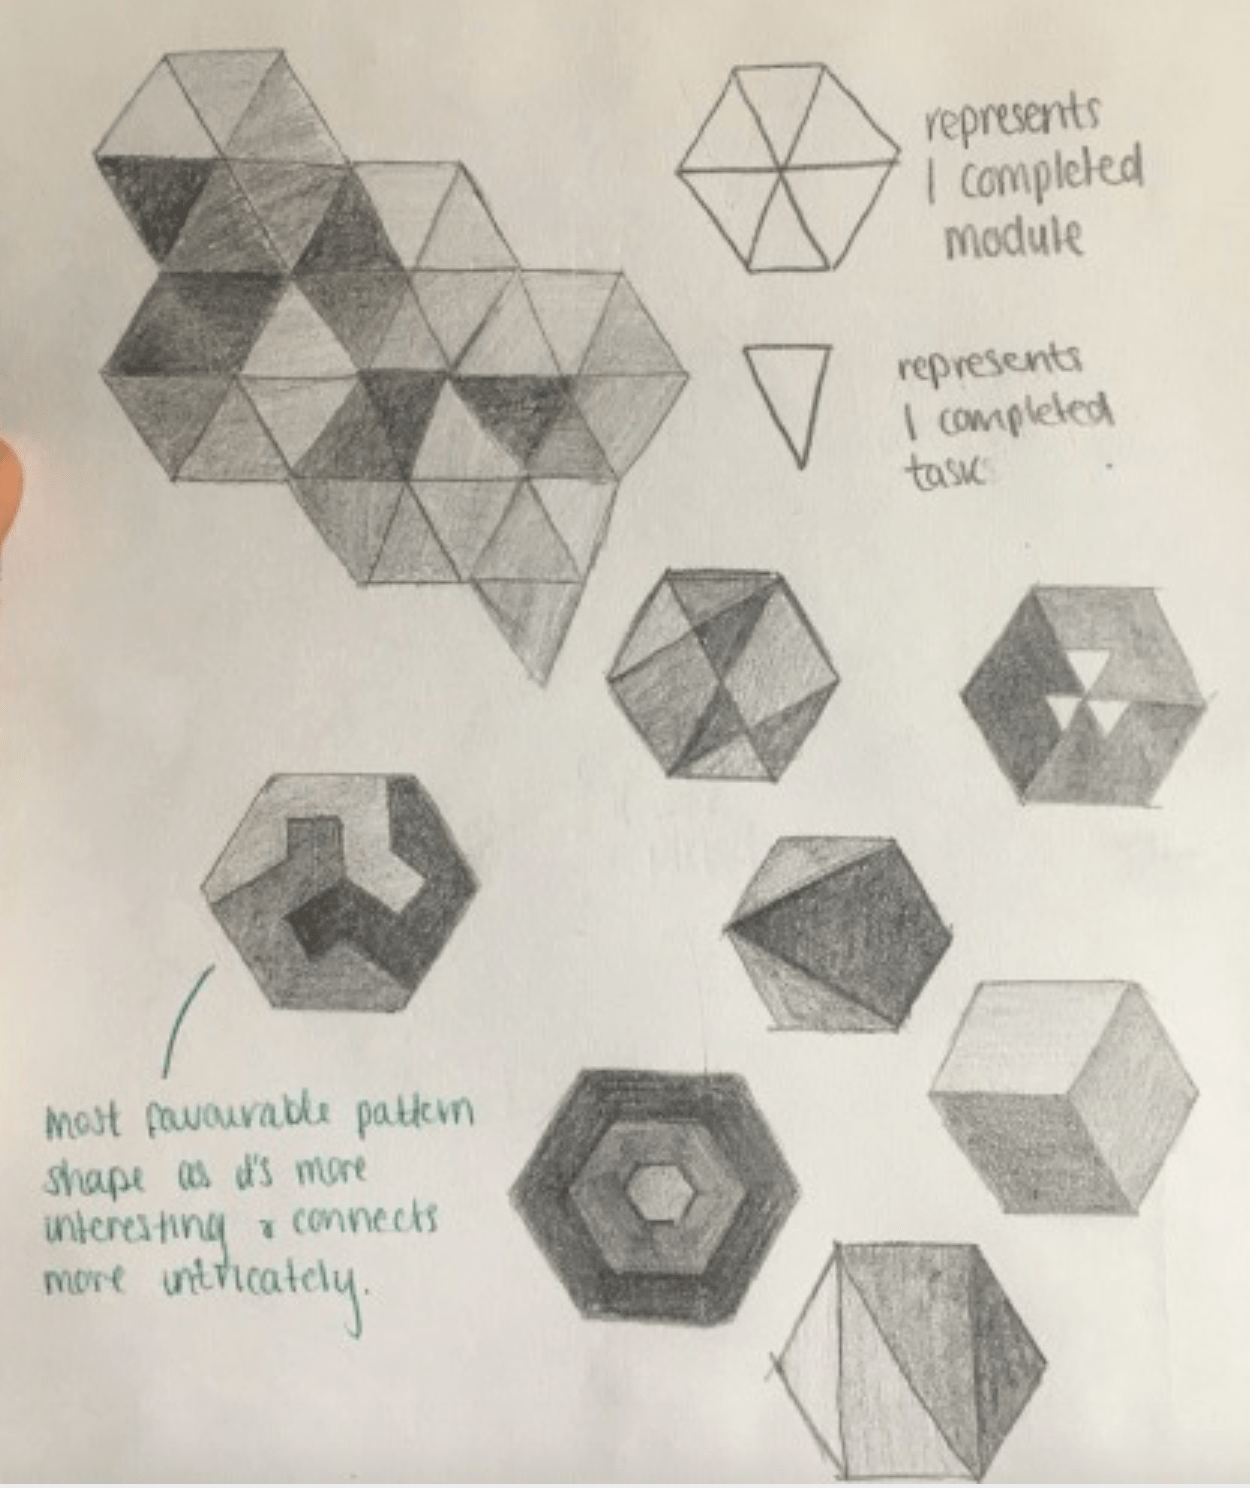 represents
1 completed
module
represents
1 completed
task
most favourable pattern
shape as it's more
interesting & connects
more intricately.